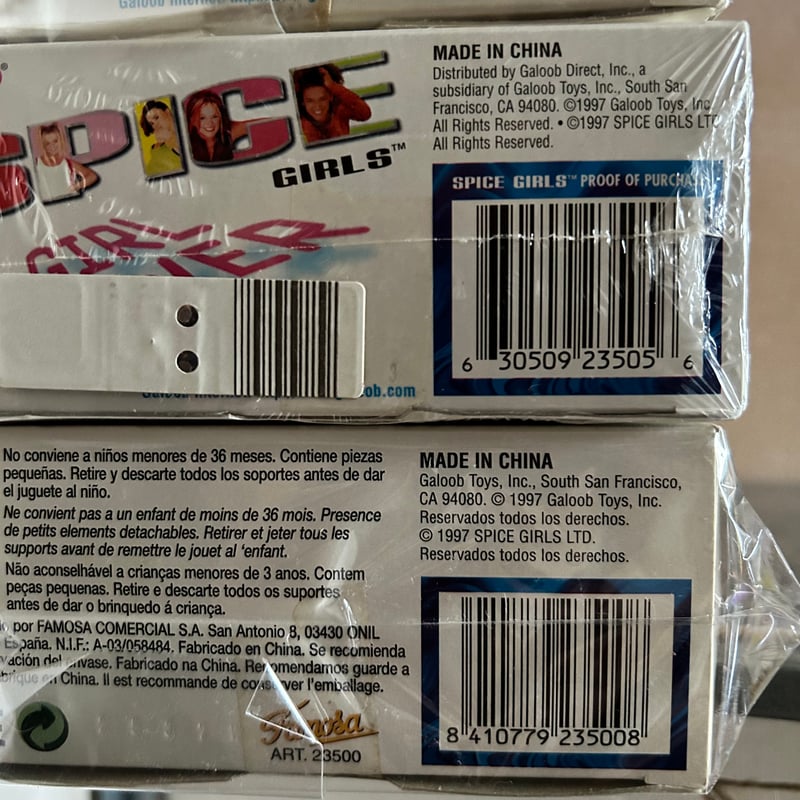 SPICE
GIRLS™
GIRL
MADE IN CHINA
Distributed by Galoob Direct, Inc., a
subsidiary of Galoob Toys, Inc., South San
Francisco, CA 94080. ©1997 Galoob Toys, Inc.
All Rights Reserved. • ©1997 SPICE GIRLS LTD
All Rights Reserved.
SPICE GIRLS™ PROOF OF PURCHA
6 30509 23505 6
ob.com
No conviene a niños menores de 36 meses. Contiene piezas
pequeñas. Retire y descarte todos los soportes antes de dar
el juguete al niño.
Ne convient pas a un enfant de moins de 36 mois. Presence
de petits elements detachables. Retirer et jeter tous les
supports avant de remettre le jouet al 'enfant.
Não aconselhável a crianças menores de 3 anos. Contem
peças pequenas. Retire e descarte todos os suportes
antes de dar o brinquedo á criança.
por FAMOSA COMERCIAL S.A. San Antonio 8, 03430 ONIL
España. N.I.F.: A-03/058484. Fabricado en China. Se recomienda
vación del envase. Fabricado na China. Recomendamos guarde a
brique en China. Il est recommande de conserver l'emballage.
Famosa
ART. 23500
MADE IN CHINA
Galoob Toys, Inc., South San Francisco,
CA 94080. © 1997 Galoob Toys, Inc.
Reservados todos los derechos.
© 1997 SPICE GIRLS LTD.
Reservados todos los derechos.
8 410779 235008